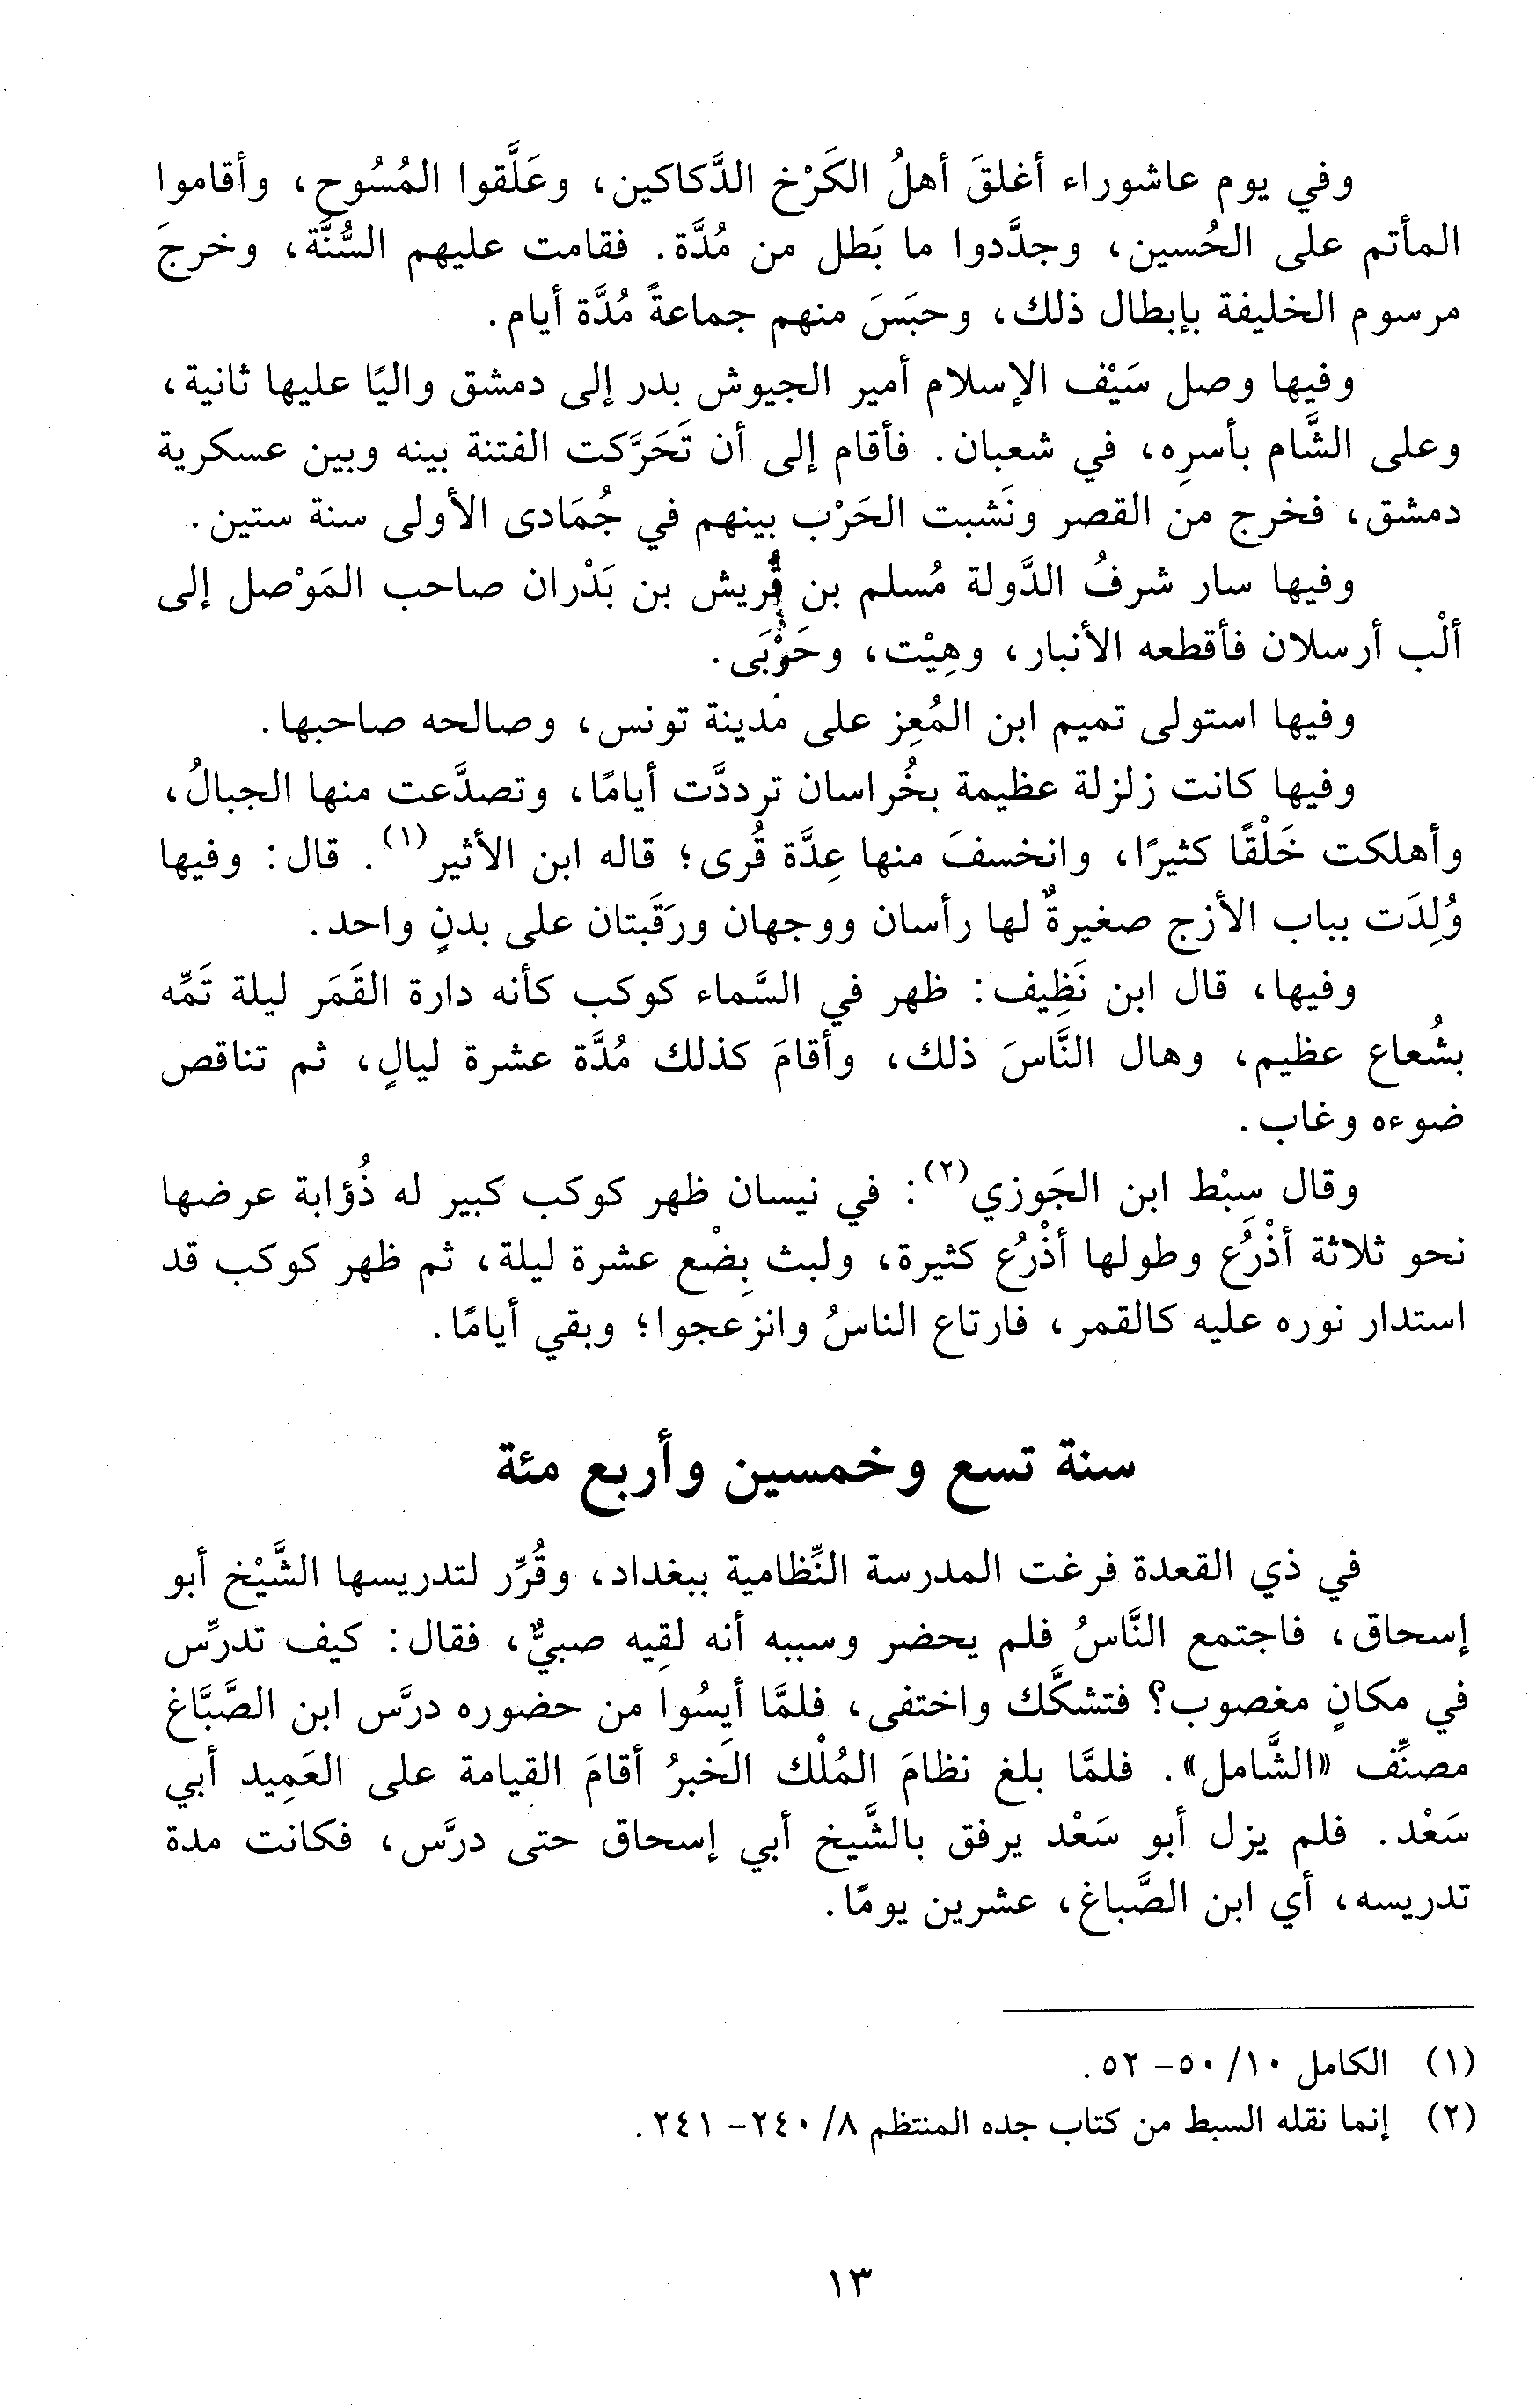 وفي يوم عاشوراء أغلقَ أهلُ الكَرْخ الدَّكاكين، وعَلَّقوا المُسُوح، وأقاموا
المأتم على الحُسين، وجدَّدوا ما بَطل من مُدَّة. فقامت عليهم السُّنَّة، وخرجَ
مرسوم الخليفة بإبطال ذلك، وحبَسَ منهم جماعةً مُدَّة أيام.
وفيها وصل سَيْف الإسلام أمير الجيوش بدر إلى دمشق واليًا عليها ثانية،
وعلى الشَّام بأسرِه، في شعبان. فأقام إلى أن تَحَرَّكت الفتنة بينه وبين عسكرية
دمشق، فخرج من القصر ونَشبت الحَرْب بينهم في جُمَادى الأولى سنة ستين.
وفيها سار شرفُ الدَّولة مُسلم بن قُريش بن بَدْران صاحب المَوْصل إلى
ألْب أرسلان فأقطعه الأنبار، وهِيْت، وحَرْبَى.
وفيها استولى تميم ابن المُعِز على مدينة تونس، وصالحه صاحبها.
وفيها كانت زلزلة عظيمة بخُراسان ترددَّت أيامًا، وتصدَّعت منها الجبالُ،
وأهلكت خَلْقًا كثيرًا، وانخسفَ منها عِدَّة قُرى؛ قاله ابن الأثير(١). قال: وفيها
وُلِدَت بباب الأزج صغيرةٌ لها رأسان ووجهان ورَقَبتان على بدنٍ واحد.
وفيها، قال ابن نَظِيف: ظهر في السَّماء كوكب كأنه دارة القَمَر ليلة تَمِّه
بشُعاع عظيم، وهال النَّاسَ ذلك، وأقامَ كذلك مُدَّة عشرة ليالٍ، ثم تناقص
ضوءه وغاب.
وقال سِبْط ابن الجَوزي(٢): في نيسان ظهر كوكب كبير له ذُؤابة عرضها
نحو ثلاثة أذْرُع وطولها أذْرُع كثيرة، ولبث بِضْع عشرة ليلة، ثم ظهر كوكب قد
استدار نوره عليه كالقمر، فارتاع الناسُ وانزعجوا؛ وبقي أيامًا.
سنة تسع وخمسين وأربع مئة
في ذي القعدة فرغت المدرسة النِّظامية ببغداد، وقُرِّر لتدريسها الشَّيْخ أبو
إسحاق، فاجتمع النَّاسُ فلم يحضر وسببه أنه لقِيه صبيٌّ، فقال: كيف تدرِّس
في مكانٍ مغصوب؟ فتشكَّك واختفى، فلمَّا أيِسُوا من حضوره درَّس ابن الصَّبَّاغ
مصنِّف «الشَّامل». فلمَّا بلغ نظامَ المُلْك الخبرُ أقامَ القيامة على العَمِيد أبي
سَعْد. فلم يزل أبو سَعْد يرفق بالشَّيخ أبي إسحاق حتى درَّس، فكانت مدة
تدريسه، أي ابن الصَّباغ، عشرين يومًا.
(١) الكامل ١٠/ ٥٠- ٥٢.
(٢) إنما نقله السبط من كتاب جده المنتظم ٨/ ٢٤٠- ٢٤١.
١٣